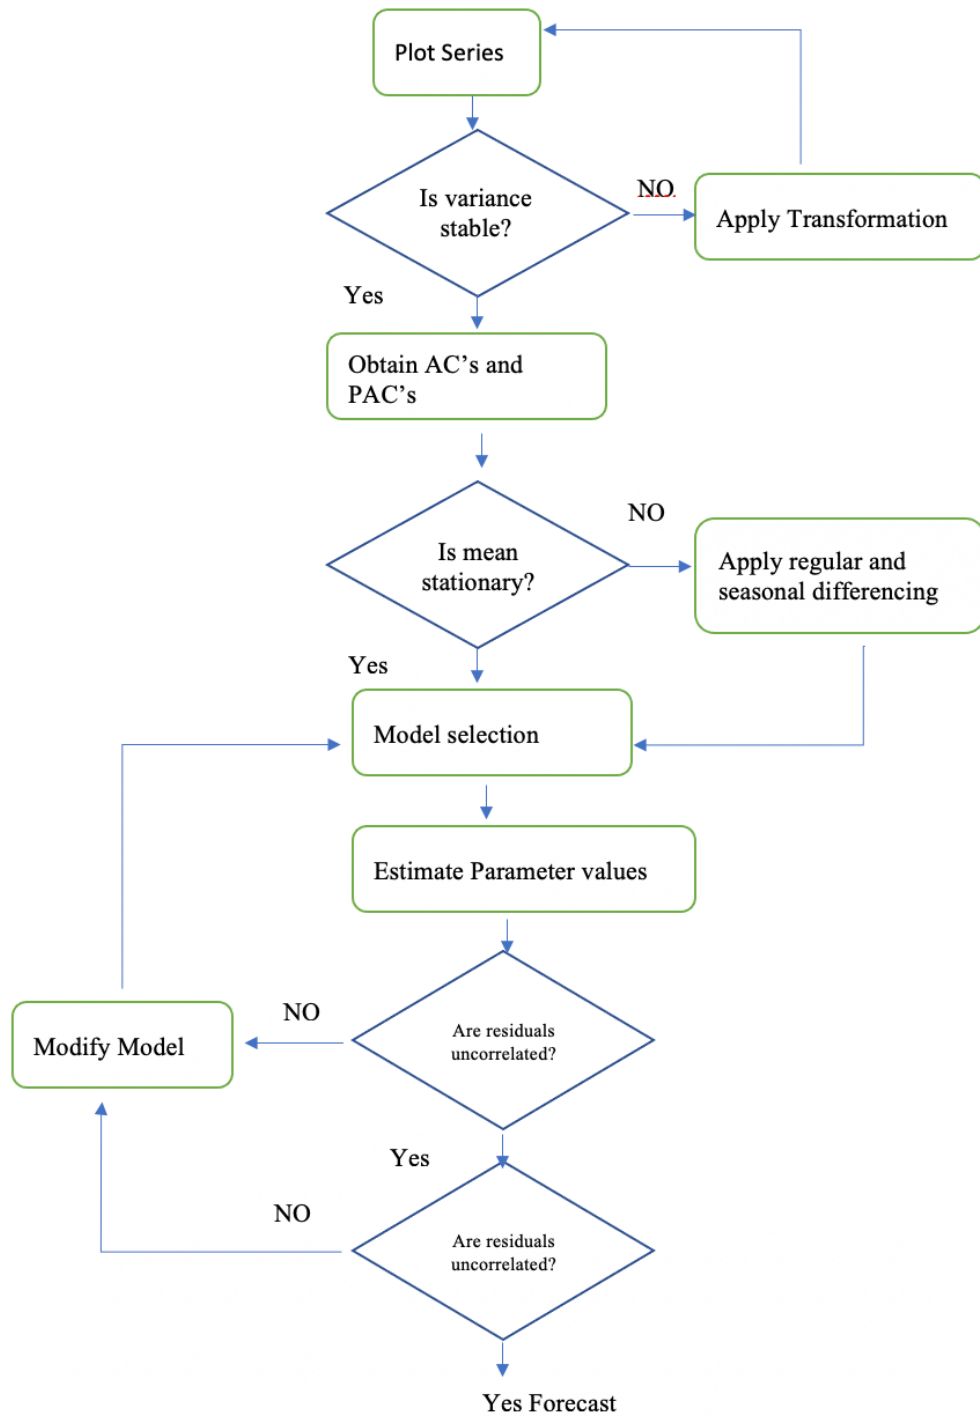 Plot Series
Is variance
stable?
NO
Apply Transformation
Yes
Obtain AC’s and
PAC’s
NO
Is mean
stationary?
Apply regular and
seasonal differencing
Yes
Model selection
Estimate Parameter values
NO
Are residuals
uncorrelated?
Modify Model
Yes
NO
Are residuals
uncorrelated?
Yes Forecast